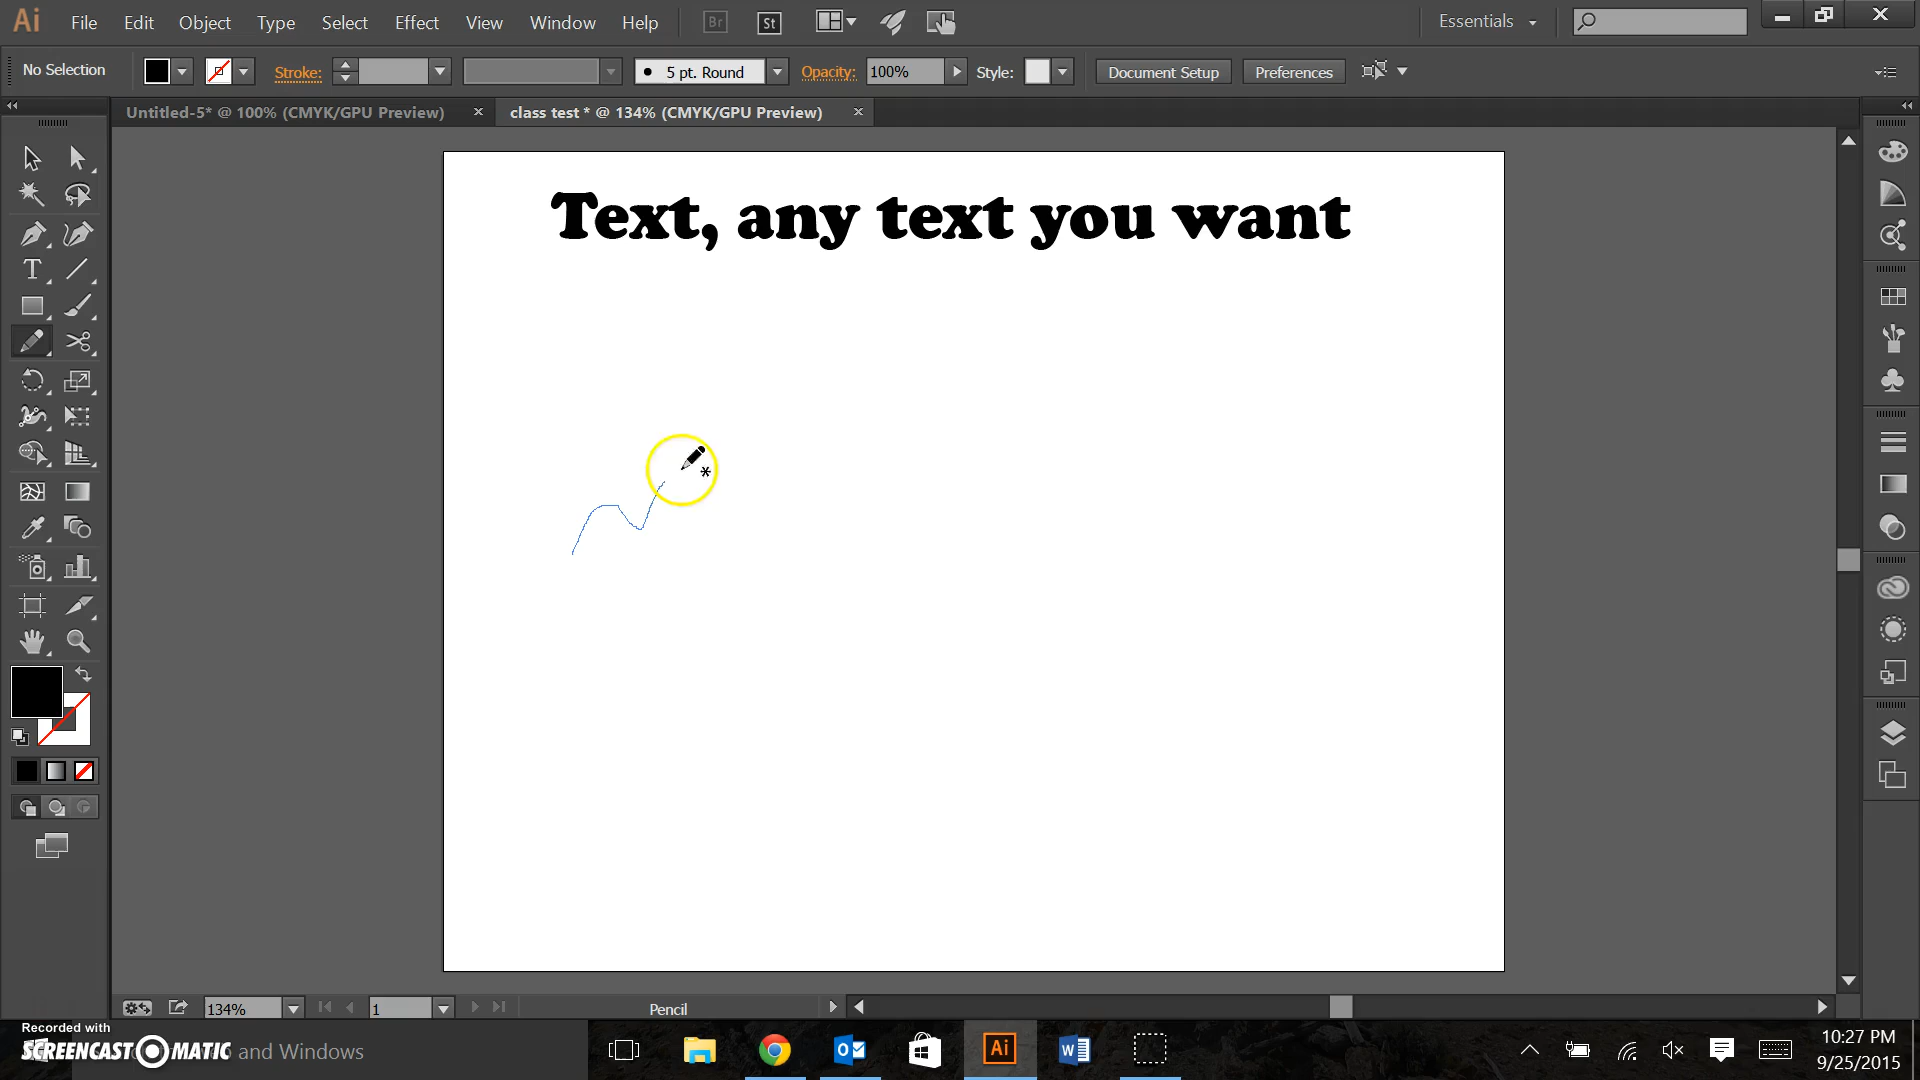 Ai File Edit Object Type Select Effect View Window Help Br St Essentials
No Selection Stroke: 5 pt. Round Opacity: 100% Style: Document Setup Preferences
Untitled-5* @ 100% (CMYK/GPU Preview) class test * @ 134% (CMYK/GPU Preview)
Text, any text you want
T
134% 1 Pencil
Recorded with
SCREENCAST MATIC and Windows
Ai
10:27 PM
9/25/2015